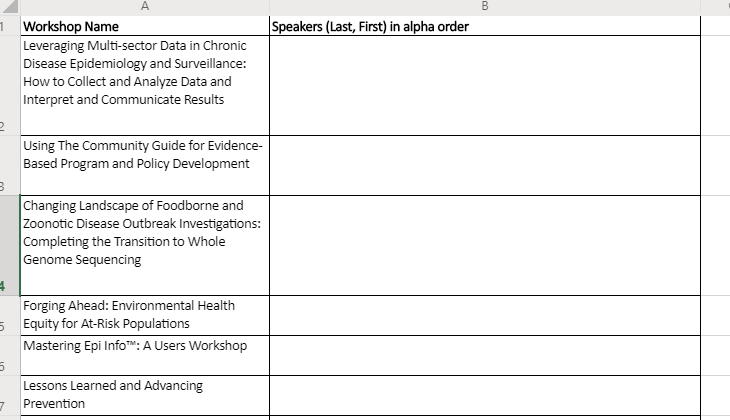 A B
1 Workshop Name Speakers (Last, First) in alpha order
Leveraging Multi-sector Data in Chronic
Disease Epidemiology and Surveillance:
How to Collect and Analyze Data and
Interpret and Communicate Results
2
Using The Community Guide for Evidence-
Based Program and Policy Development
3
Changing Landscape of Foodborne and
Zoonotic Disease Outbreak Investigations:
Completing the Transition to Whole
Genome Sequencing
4
Forging Ahead: Environmental Health
5 Equity for At-Risk Populations
Mastering Epi Info™: A Users Workshop
6
Lessons Learned and Advancing
7 Prevention